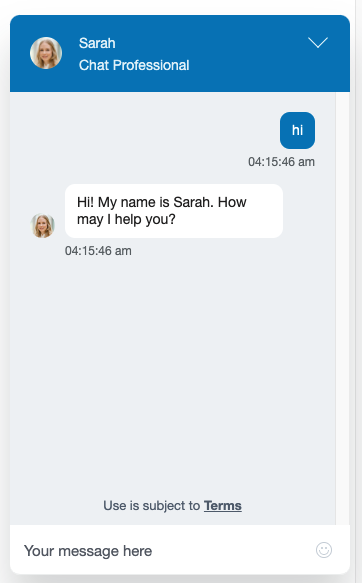 Sarah
Chat Professional
hi
04:15:46 am
Hi! My name is Sarah. How
may I help you?
04:15:46 am
Use is subject to Terms
Your message here